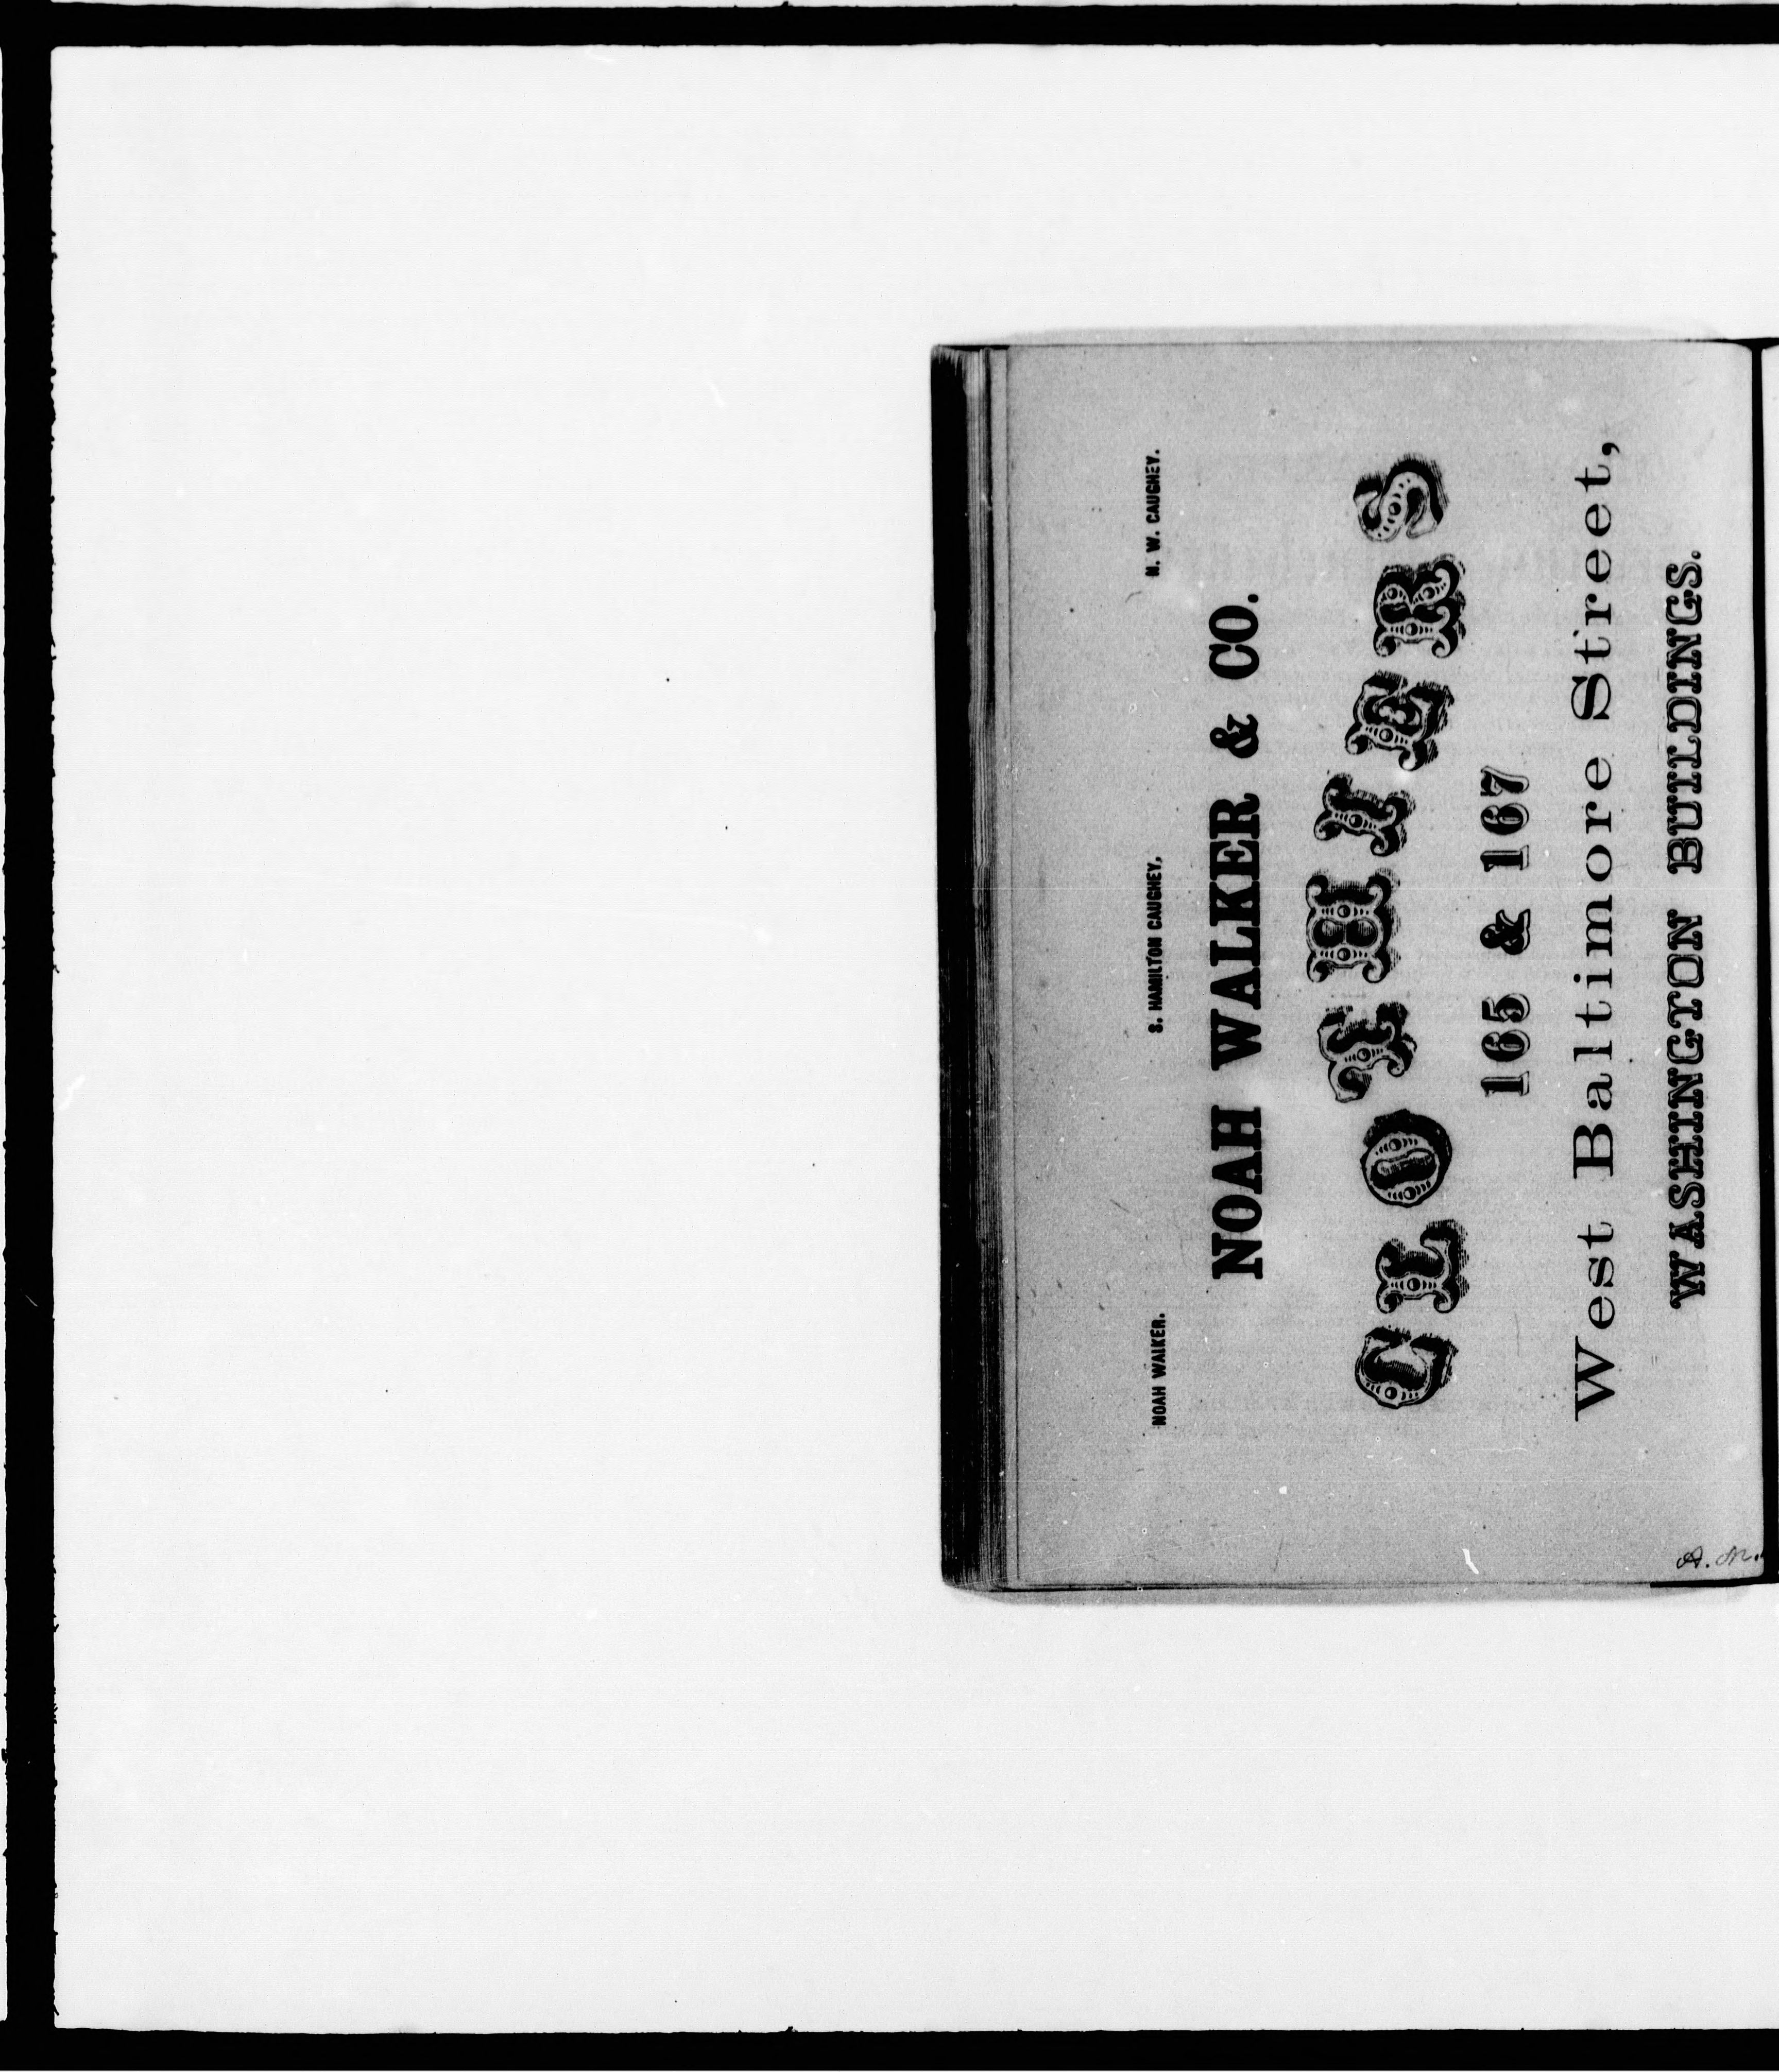 NOAH WALKER. S. HAMILTON CAUGHEY, N. W. CAUGHEY.
NOAH WALKER & CO.
CLOTHIERS
165 & 167
West Baltimore Street,
WASHINGTON BUILDINGS.
A. M.